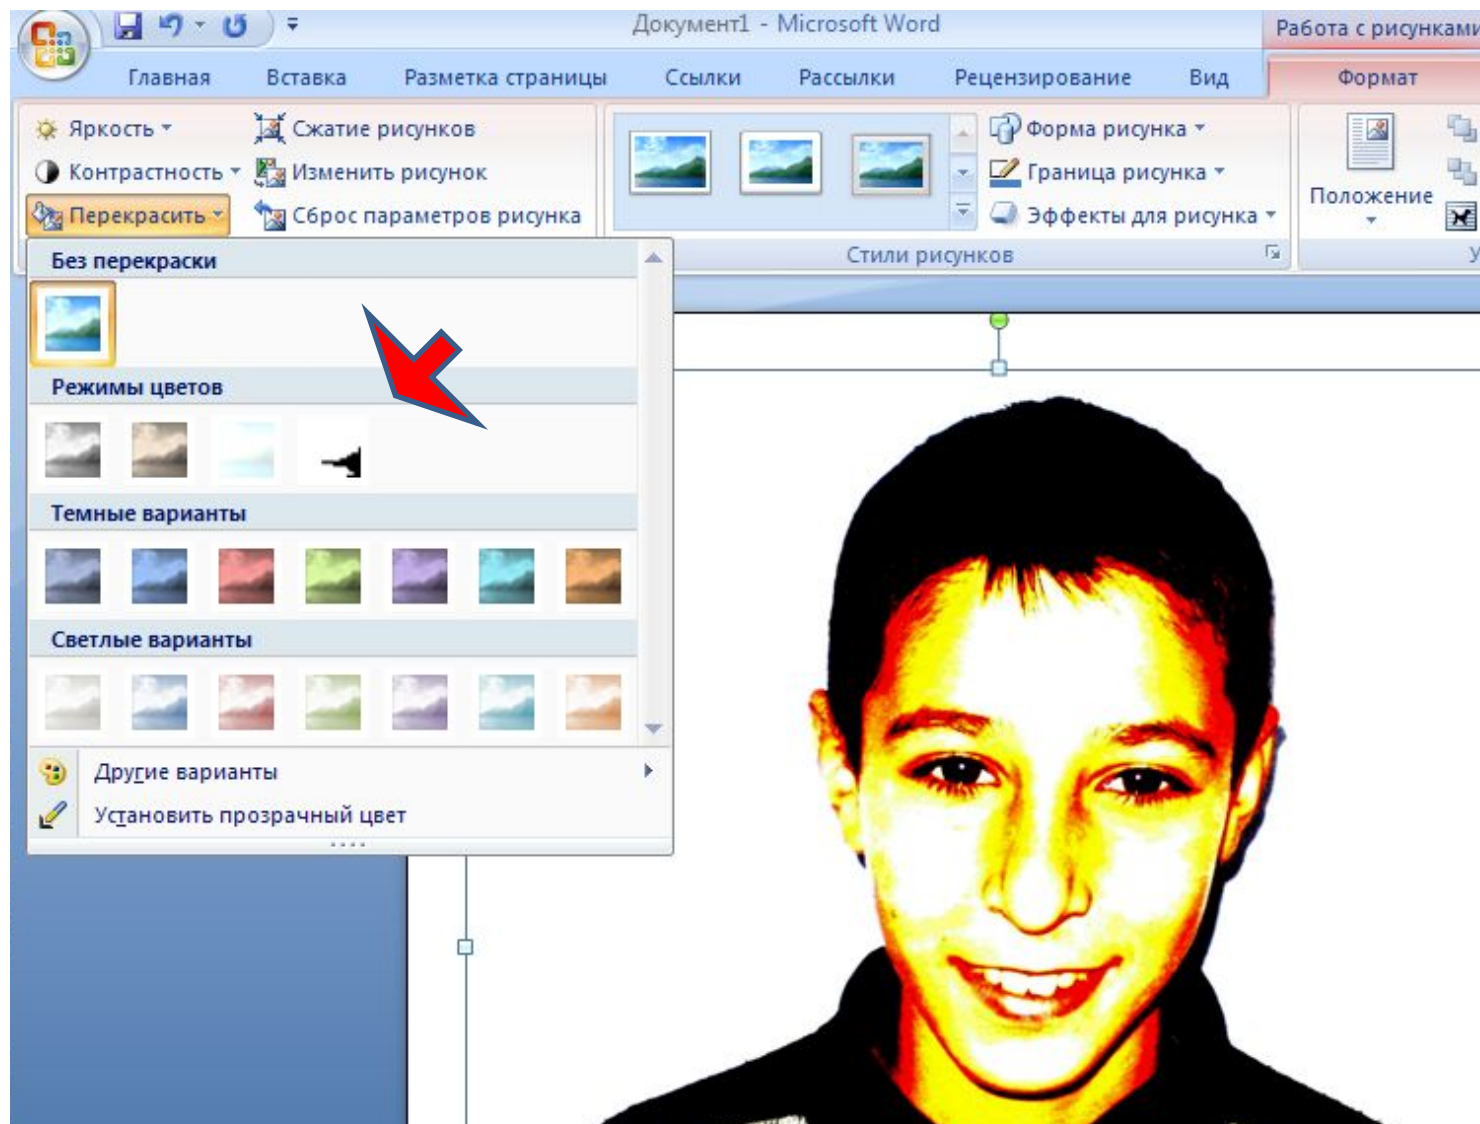 Документ1 - Microsoft Word
Работа с рисунками
Главная Вставка Разметка страницы Ссылки Рассылки Рецензирование Вид Формат
Яркость Сжатие рисунков Форма рисунка
Контрастность Изменить рисунок Граница рисунка
Перекрасить Сброс параметров рисунка Эффекты для рисунка
Положение
Стили рисунков У
Без перекраски
Режимы цветов
Темные варианты
Светлые варианты
Другие варианты
Установить прозрачный цвет